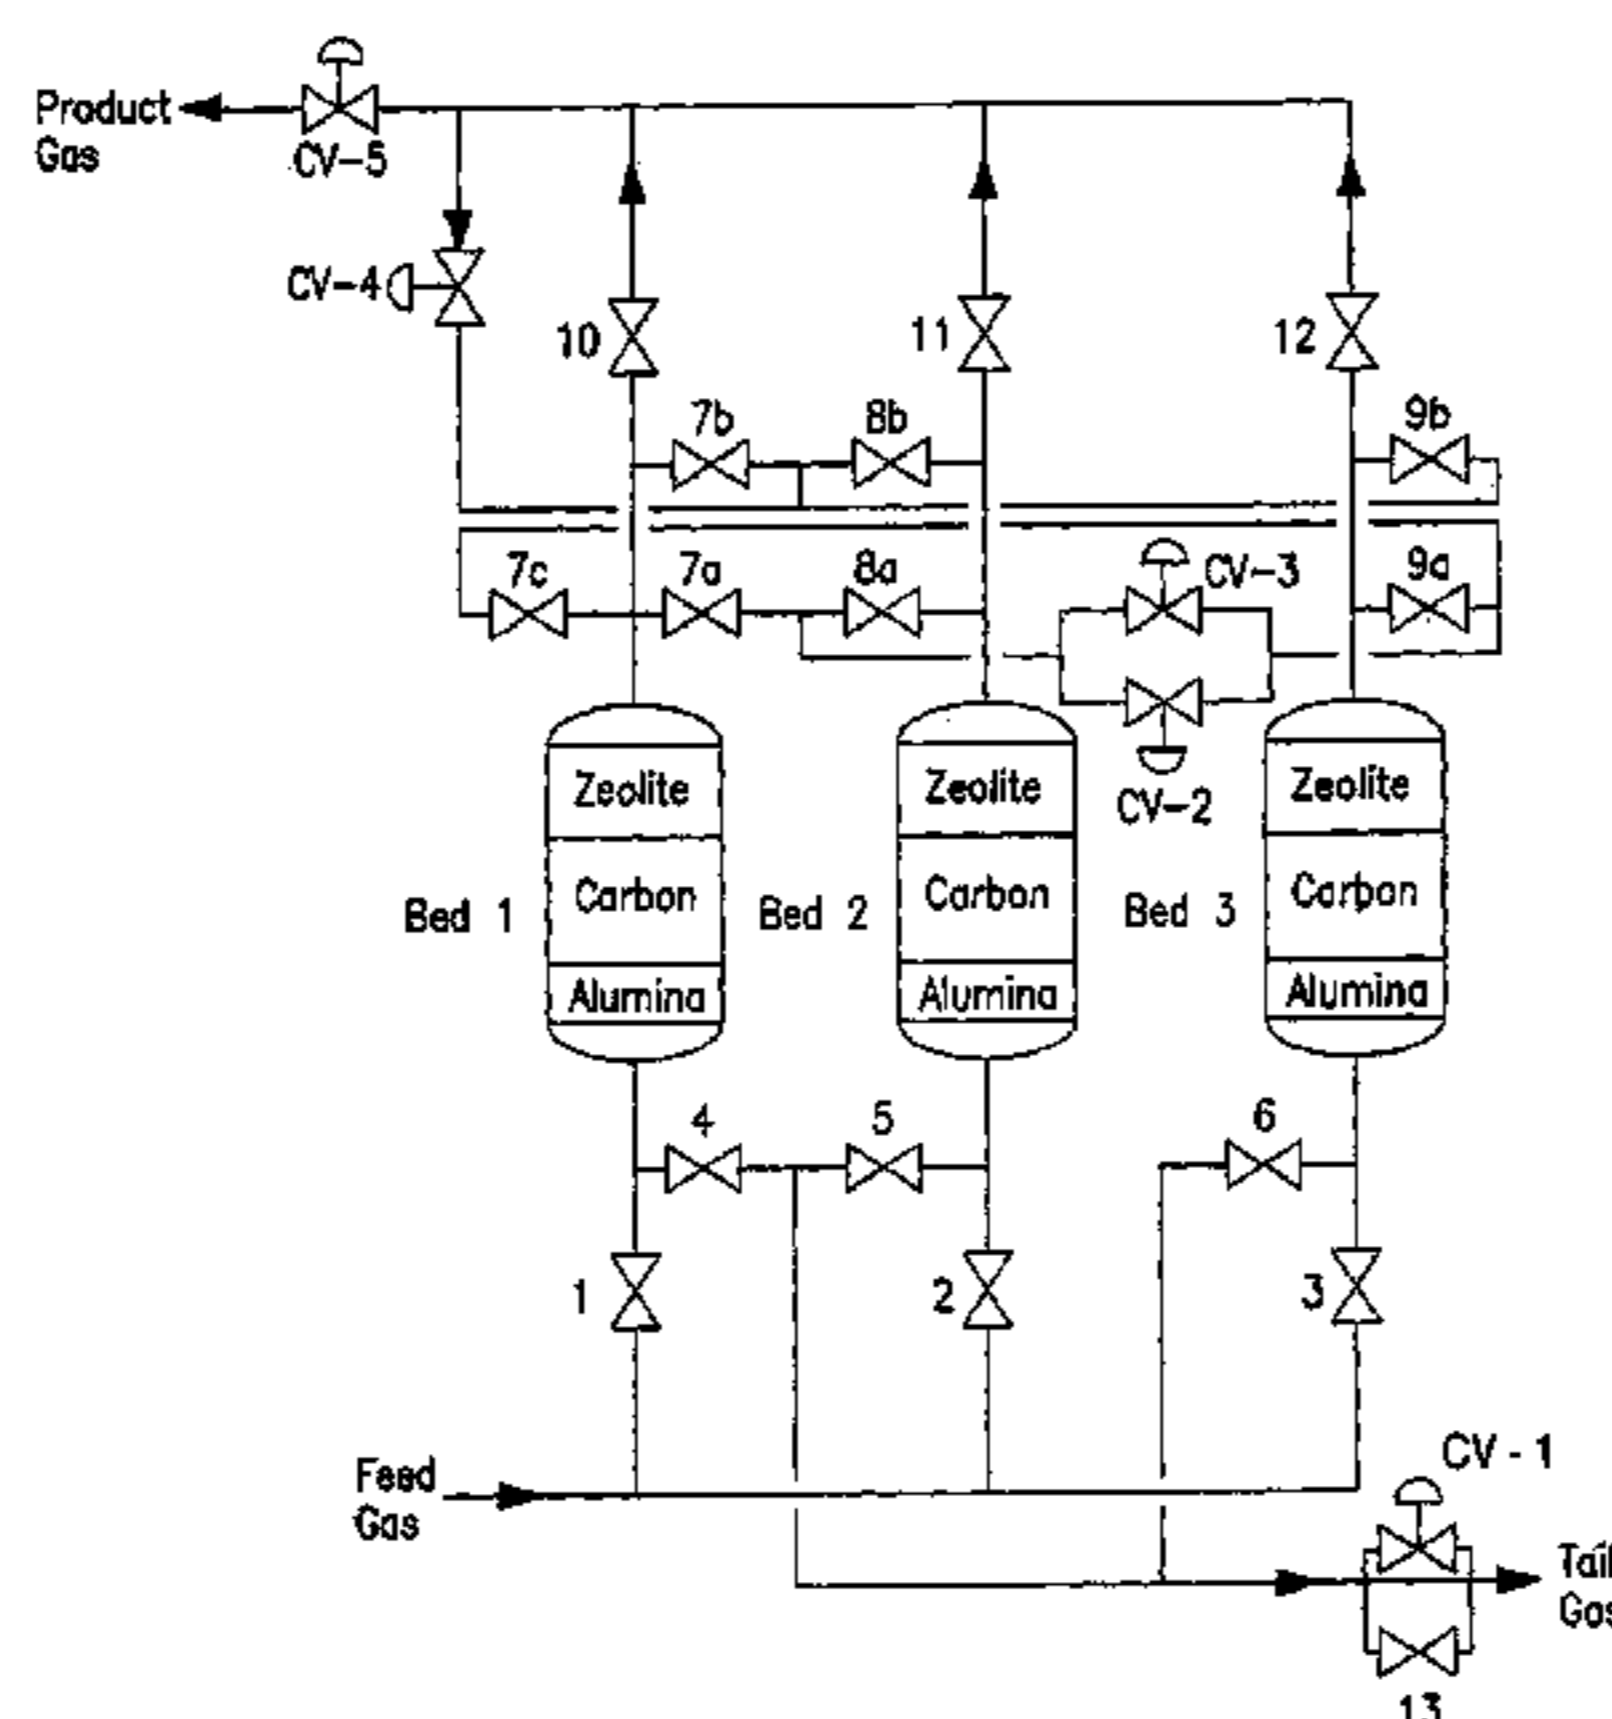 Product
Gas
CV-5
CV-4
10
11
12
7b
8b
9b
7c
7a
8a
CV-3
9a
CV-2
Zeolite
Zeolite
Zeolite
Carbon
Carbon
Carbon
Bed 1
Bed 2
Bed 3
Alumina
Alumina
Alumina
4
5
6
1
2
3
Feed
Gas
CV-1
Tail
Gas
13